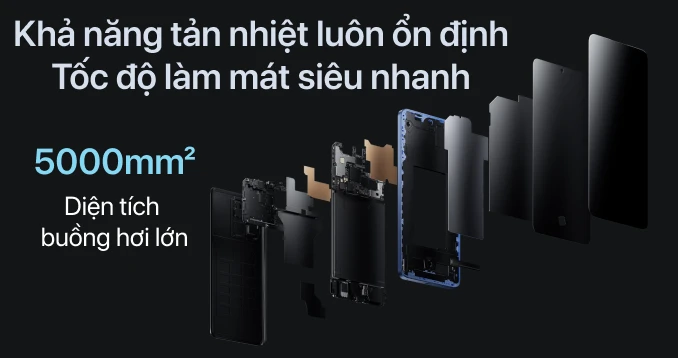 Khả năng tản nhiệt luôn ổn định
Tốc độ làm mát siêu nhanh
5000mm²
Diện tích
buồng hơi lớn